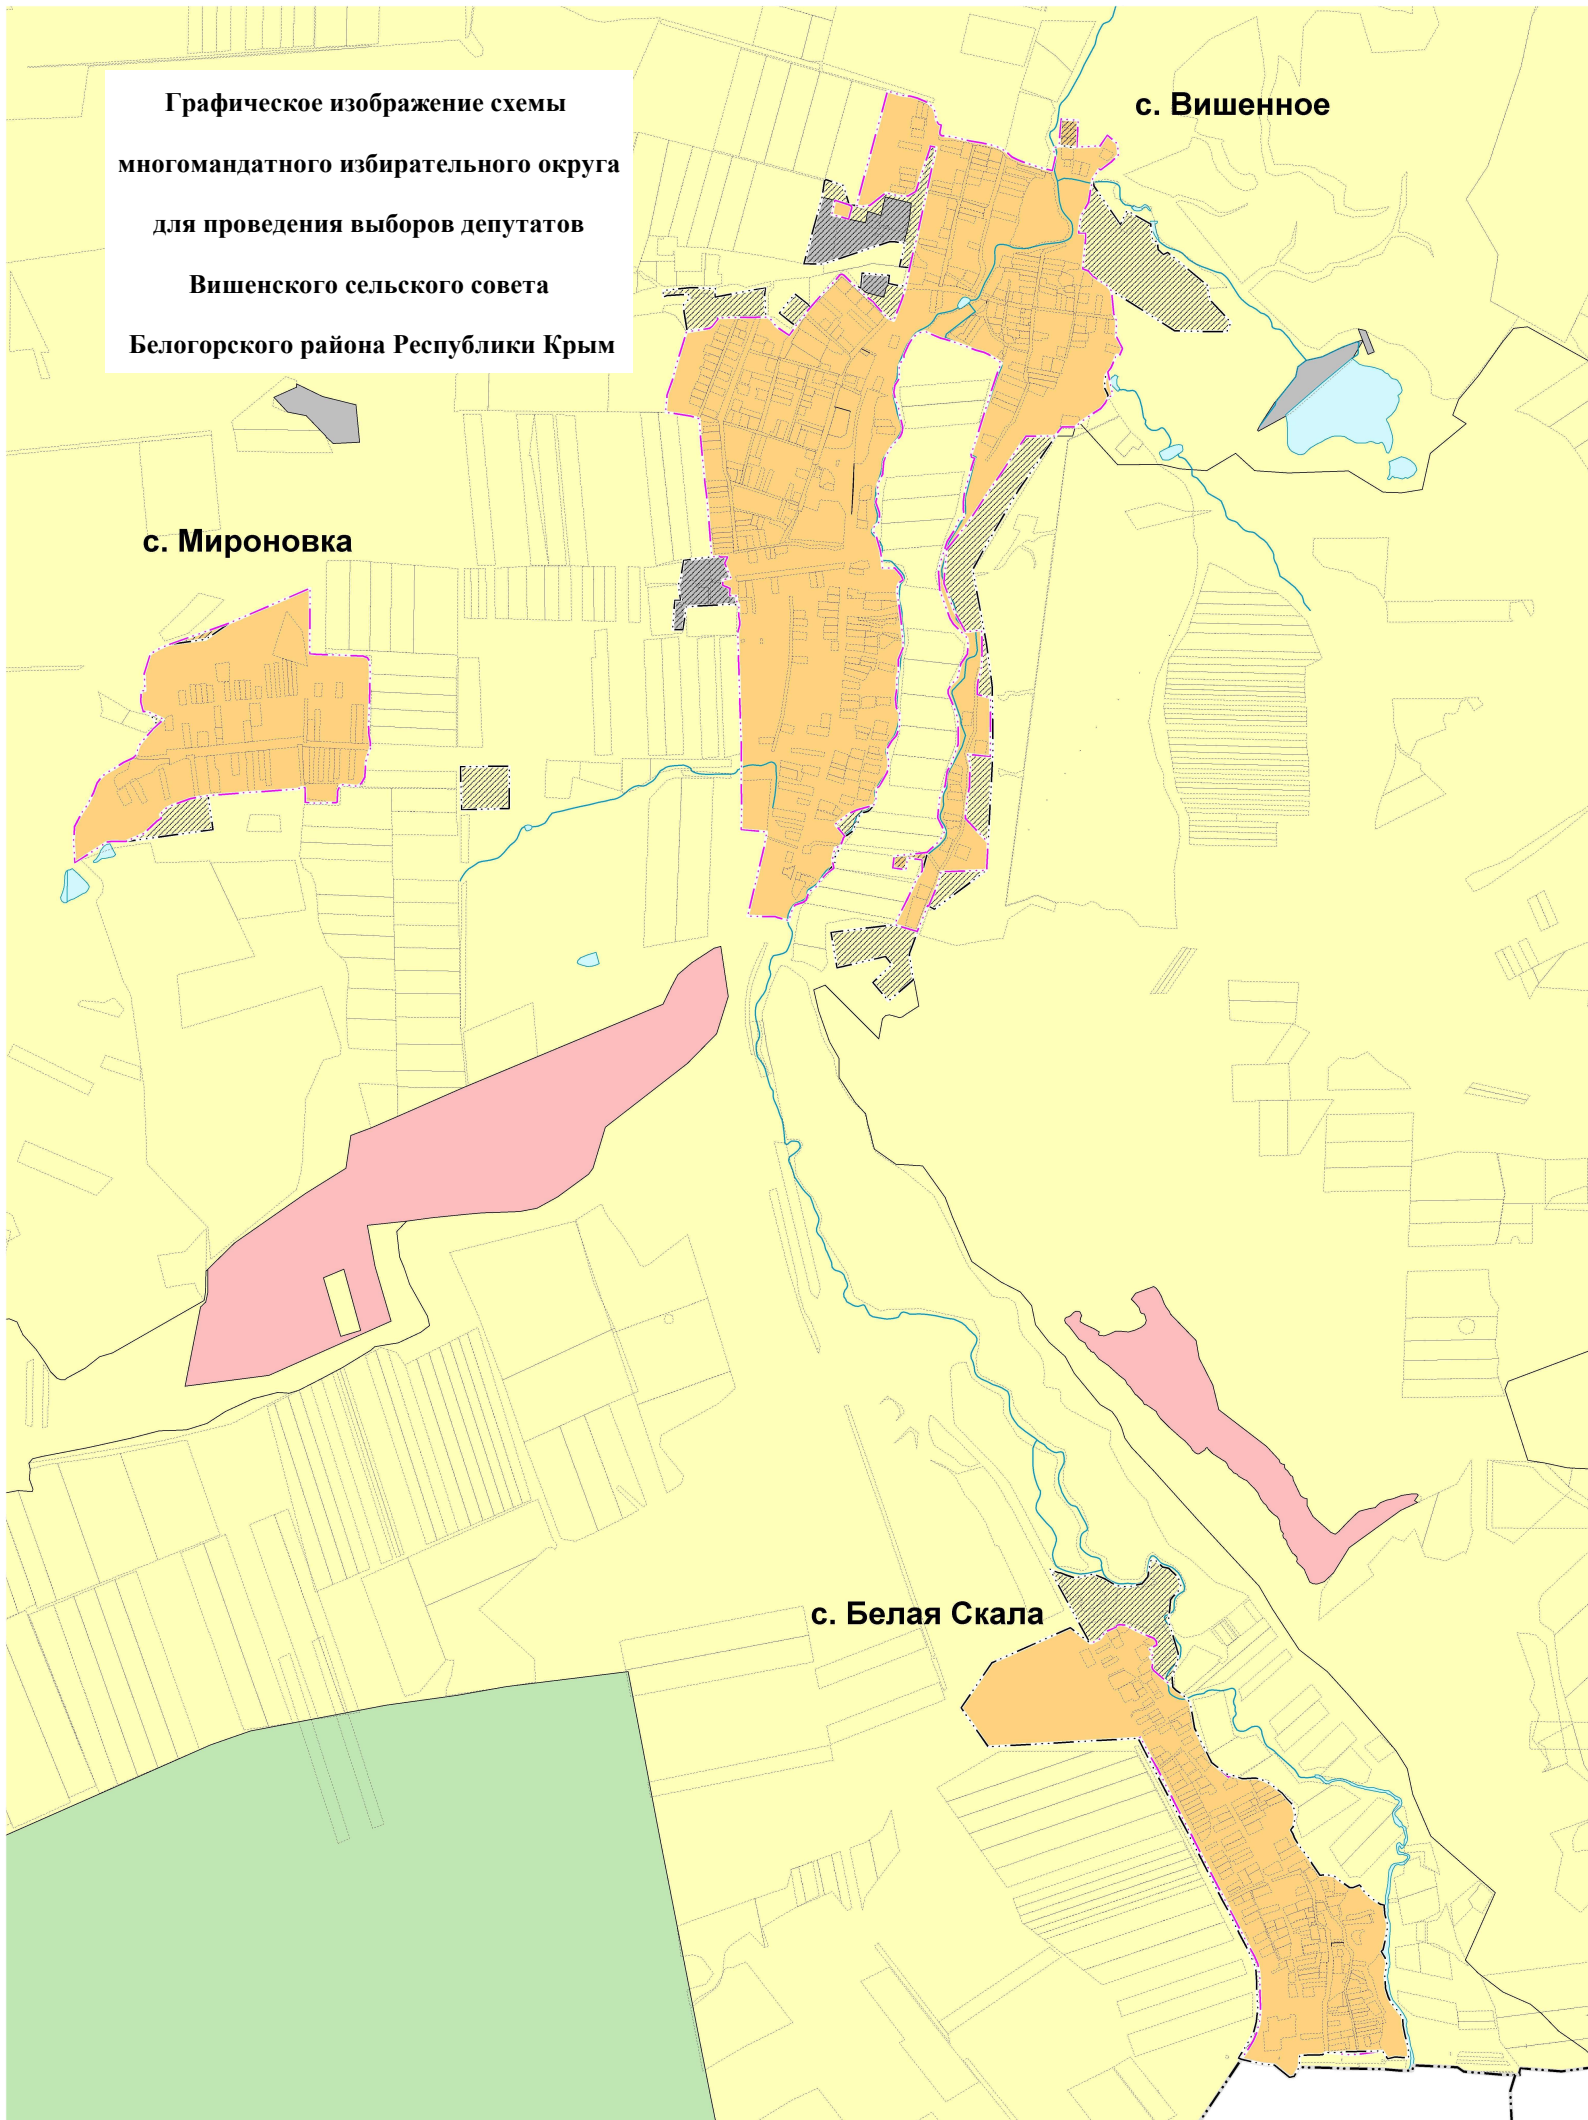 Графическое изображение схемы
многомандатного избирательного округа
для проведения выборов депутатов
Вишенского сельского совета
Белогорского района Республики Крым
с. Вишенное
с. Мироновка
с. Белая Скала